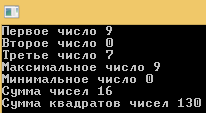 Первое число 9
Второе число 0
Третье число 7
Максимальное число 9
Минимальное число 0
Сумма чисел 16
Сумма квадратов чисел 130